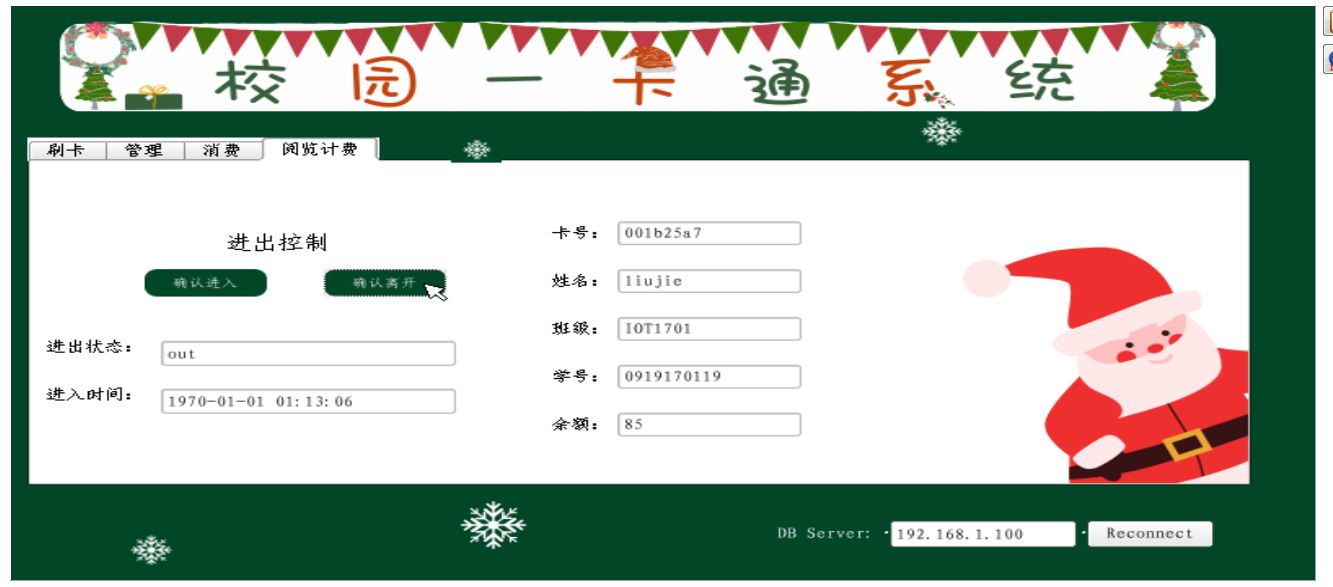 校园一卡通系统
刷卡 管理 消费 阅览计费
进出控制
确认进入 确认离开
进出状态： out
进入时间： 1970-01-01 01:13:06
卡号： 001b25a7
姓名： liujie
班级： IOT1701
学号： 0919170119
余额： 85
DB Server: 192.168.1.100 Reconnect